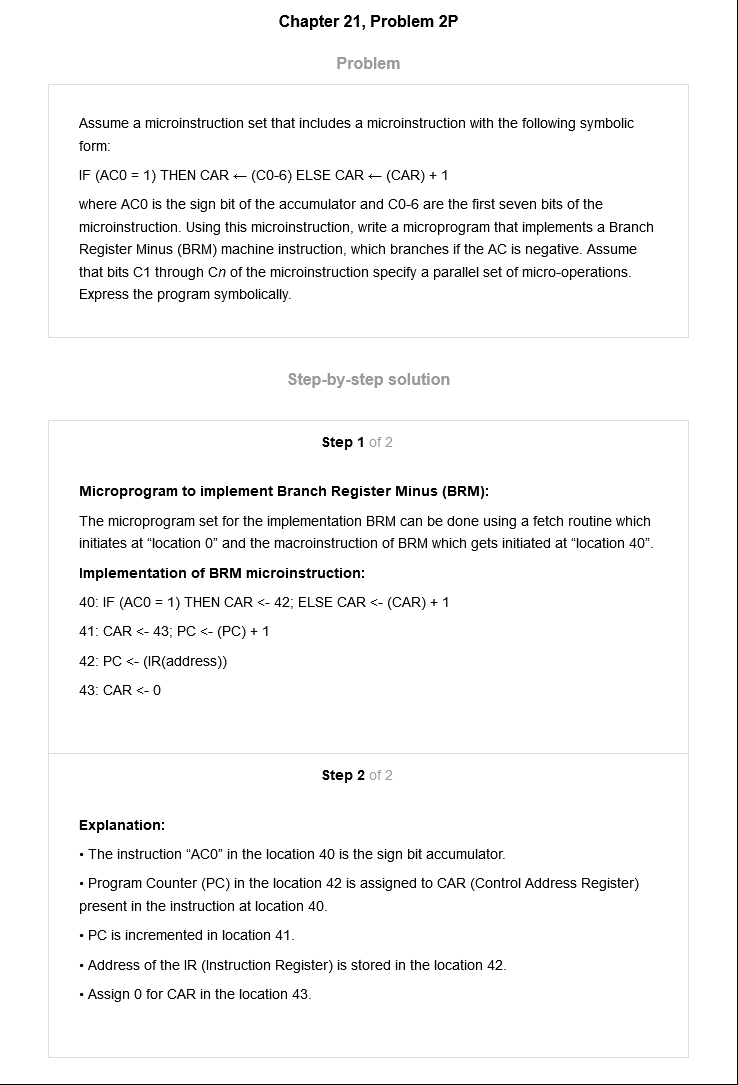 Chapter 21, Problem 2P
Problem
Assume a microinstruction set that includes a microinstruction with the following symbolic
form:
IF (AC0 = 1) THEN CAR ← (C0-6) ELSE CAR ← (CAR) + 1
where AC0 is the sign bit of the accumulator and C0-6 are the first seven bits of the
microinstruction. Using this microinstruction, write a microprogram that implements a Branch
Register Minus (BRM) machine instruction, which branches if the AC is negative. Assume
that bits C1 through Cn of the microinstruction specify a parallel set of micro-operations.
Express the program symbolically.
Step-by-step solution
Step 1 of 2
Microprogram to implement Branch Register Minus (BRM):
The microprogram set for the implementation BRM can be done using a fetch routine which
initiates at “location 0” and the macroinstruction of BRM which gets initiated at “location 40”.
Implementation of BRM microinstruction:
40: IF (AC0 = 1) THEN CAR <- 42; ELSE CAR <- (CAR) + 1
41: CAR <- 43; PC <- (PC) + 1
42: PC <- (IR(address))
43: CAR <- 0
Step 2 of 2
Explanation:
• The instruction “AC0” in the location 40 is the sign bit accumulator.
• Program Counter (PC) in the location 42 is assigned to CAR (Control Address Register)
present in the instruction at location 40.
• PC is incremented in location 41.
• Address of the IR (Instruction Register) is stored in the location 42.
• Assign 0 for CAR in the location 43.